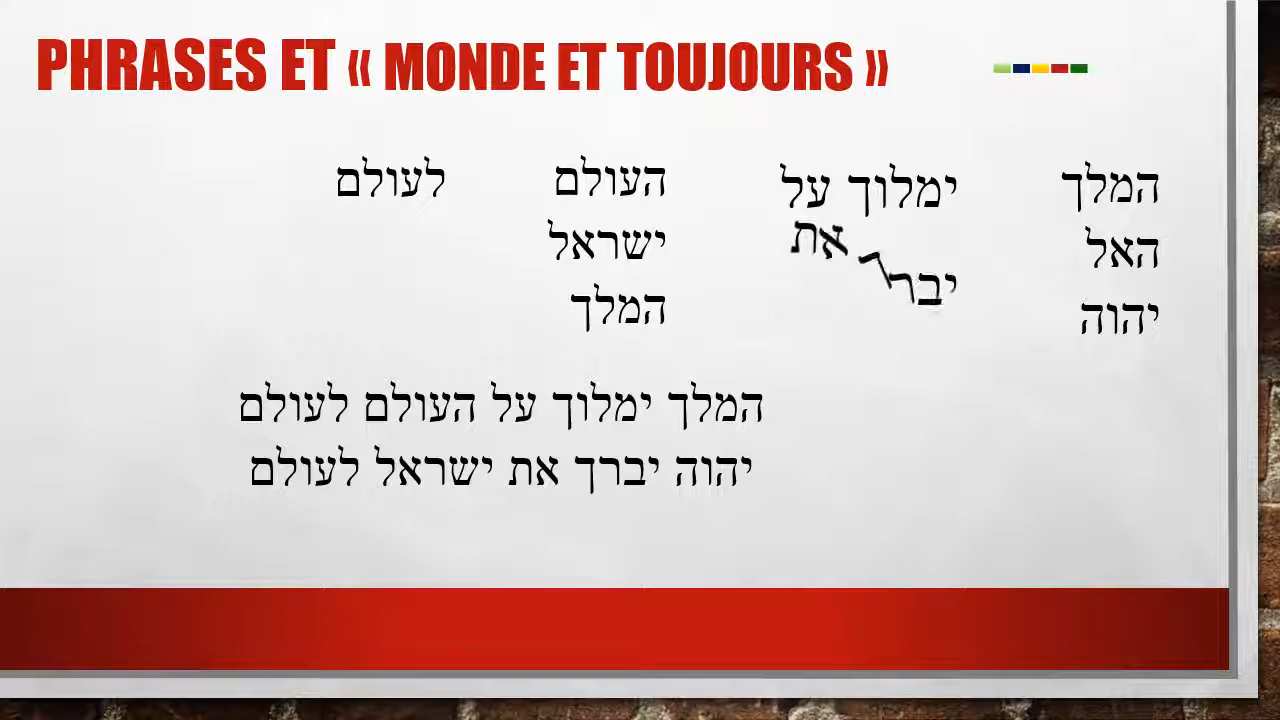 PHRASES ET « MONDE ET TOUJOURS »
המלך
האל
יהוה
ימלוך על
יברך את
העולם
ישראל
המלך
לעולם
המלך ימלוך על העולם לעולם
יהוה יברך את ישראל לעולם